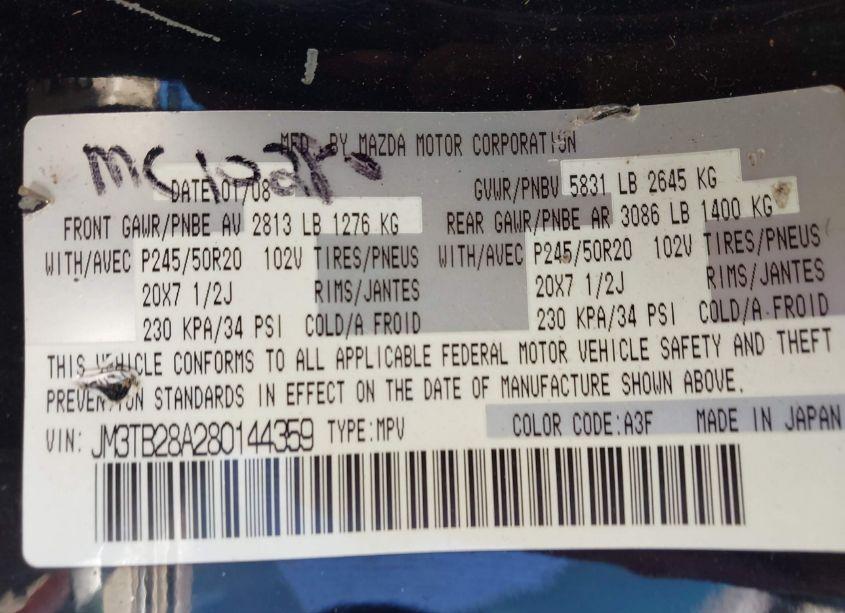 MFD. BY MAZDA MOTOR CORPORATION
MC10280
DATE 01/08 GVWR/PNBV 5831 LB 2645 KG
FRONT GAWR/PNBE AV 2813 LB 1276 KG REAR GAWR/PNBE AR 3086 LB 1400 KG
WITH/AVEC P245/50R20 102V TIRES/PNEUS WITH/AVEC P245/50R20 102V TIRES/PNEUS
20X7 1/2J RIMS/JANTES 20X7 1/2J RIMS/JANTES
230 KPA/34 PSI COLD/A FROID 230 KPA/34 PSI COLD/A FROID
THIS VEHICLE CONFORMS TO ALL APPLICABLE FEDERAL MOTOR VEHICLE SAFETY AND THEFT
PREVENTION STANDARDS IN EFFECT ON THE DATE OF MANUFACTURE SHOWN ABOVE.
VIN: JM3TB28A280144359 TYPE:MPV COLOR CODE:A3F MADE IN JAPAN